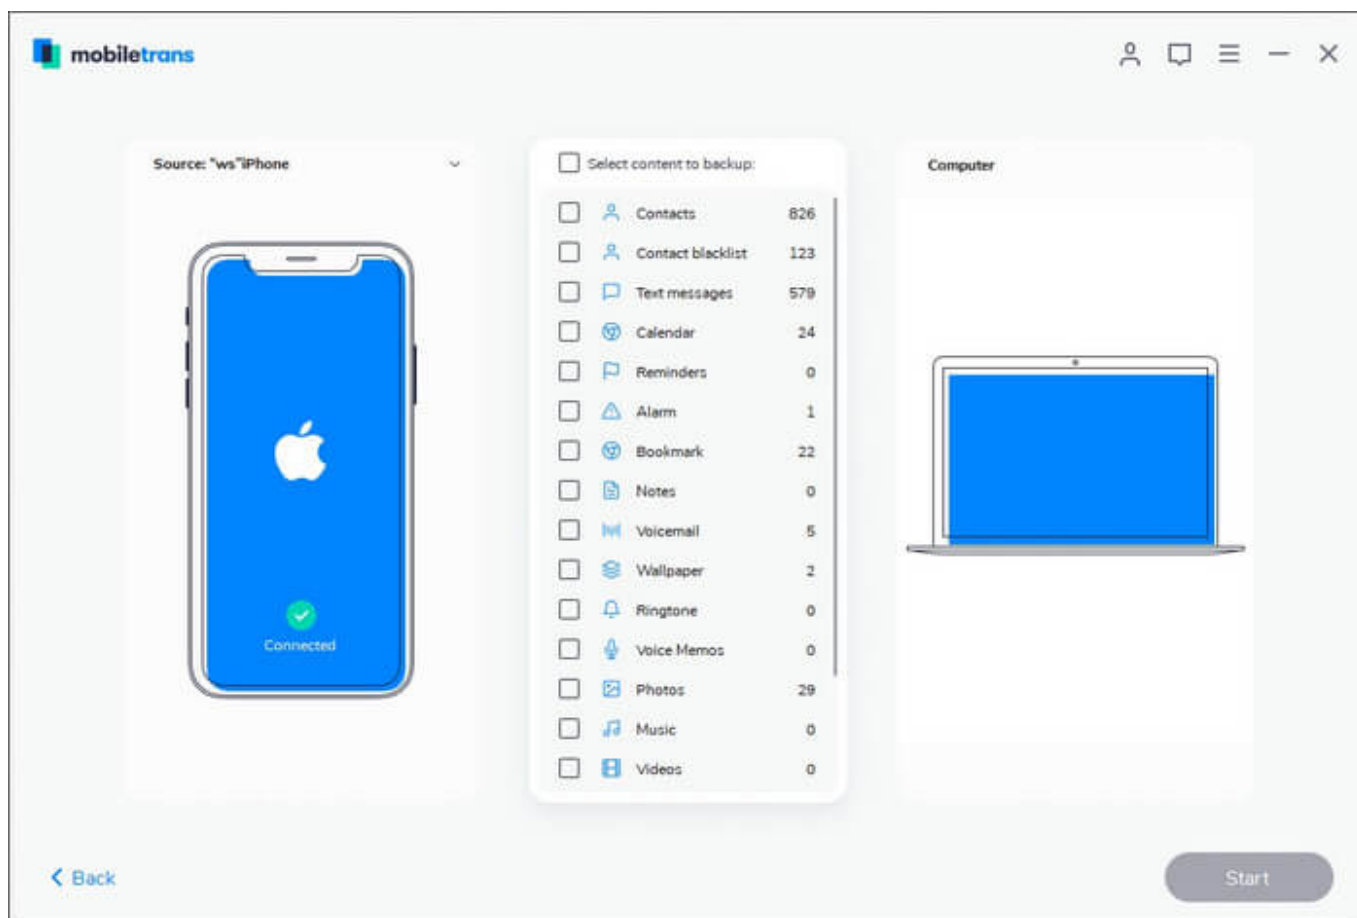 mobiletrans
Source: "ws"iPhone
Connected
Select content to backup:
Contacts 826
Contact blacklist 123
Text messages 579
Calendar 24
Reminders 0
Alarm 1
Bookmark 22
Notes 0
Voicemail 5
Wallpaper 2
Ringtone 0
Voice Memos 0
Photos 29
Music 0
Videos 0
Computer
Back
Start